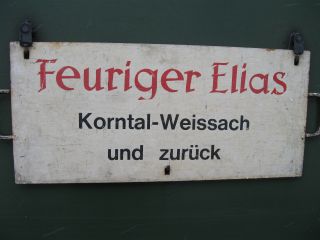 Feuriger Elias
Korntal-Weissach
und zurück